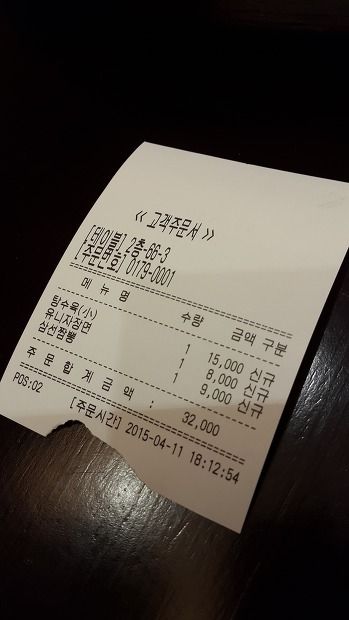 << 고객주문서 >>
[테이블] 2층-66-3
[주문번호] 0179-0001
메 뉴 명 수량 금액 구분
탕수육(小) 1 15,000 신규
유니자장면 1 8,000 신규
삼선짬뽕 1 9,000 신규
주 문 합 계 금 액 : 32,000
POS:02 [주문시간] 2015-04-11 18:12:54